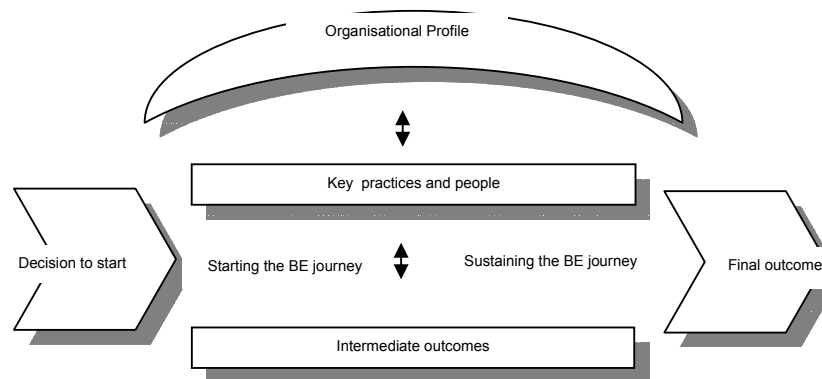 Organisational Profile
Key practices and people
Decision to start
Starting the BE journey
Sustaining the BE journey
Final outcome
Intermediate outcomes